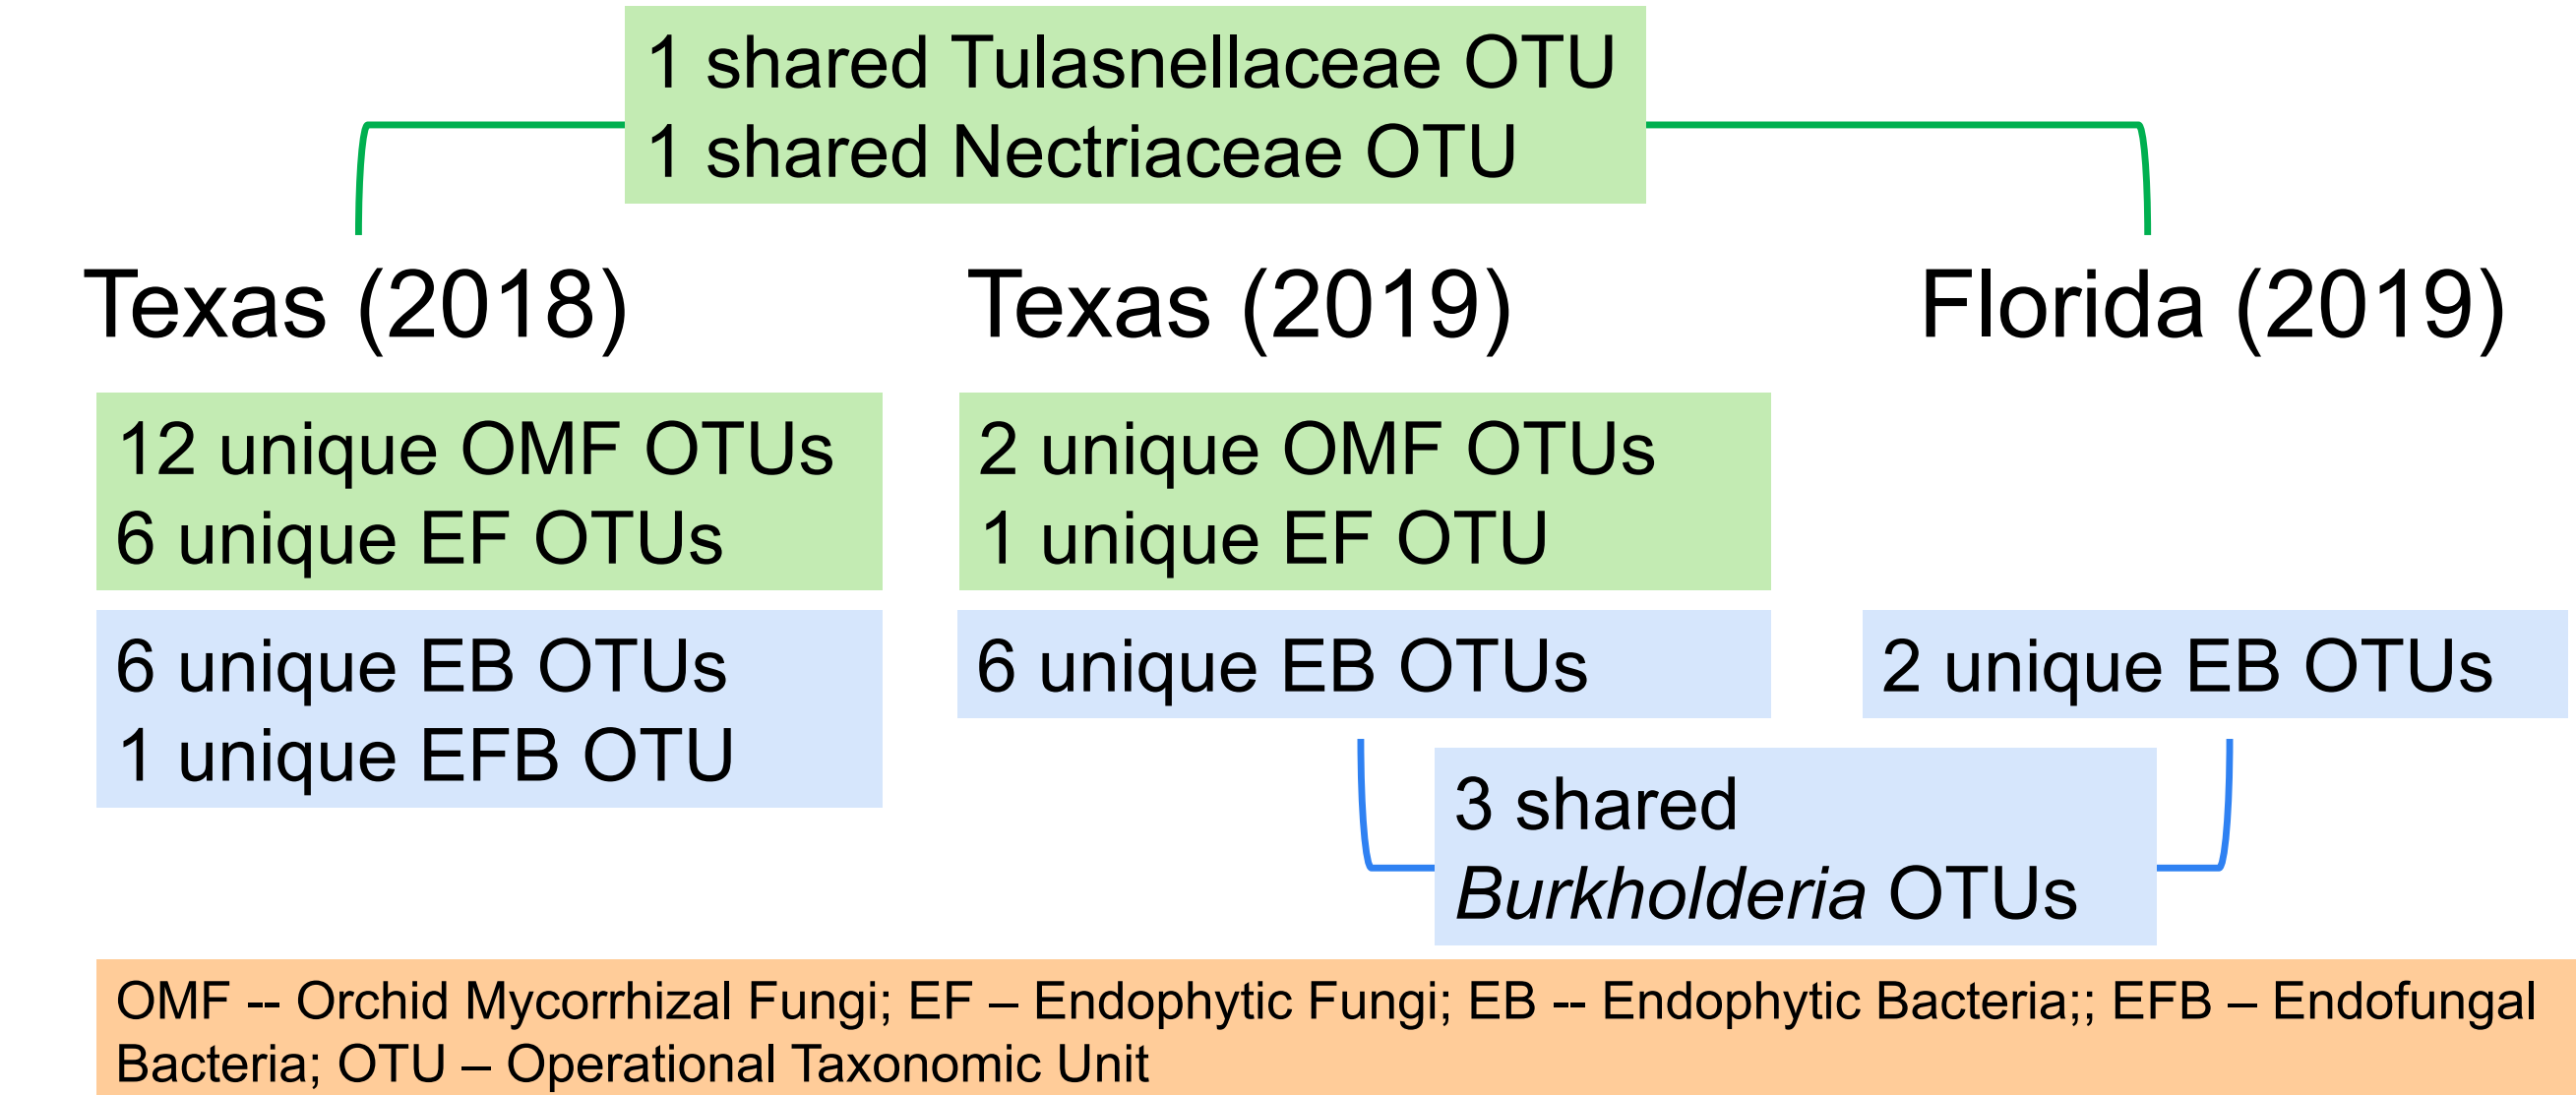 1 shared Tulasnellaceae OTU
1 shared Nectriaceae OTU
Texas (2018)
Texas (2019)
Florida (2019)
12 unique OMF OTUs
6 unique EF OTUs
2 unique OMF OTUs
1 unique EF OTU
6 unique EB OTUs
1 unique EFB OTU
6 unique EB OTUs
2 unique EB OTUs
3 shared
Burkholderia OTUs
OMF -- Orchid Mycorrhizal Fungi; EF – Endophytic Fungi; EB -- Endophytic Bacteria;; EFB – Endofungal
Bacteria; OTU – Operational Taxonomic Unit